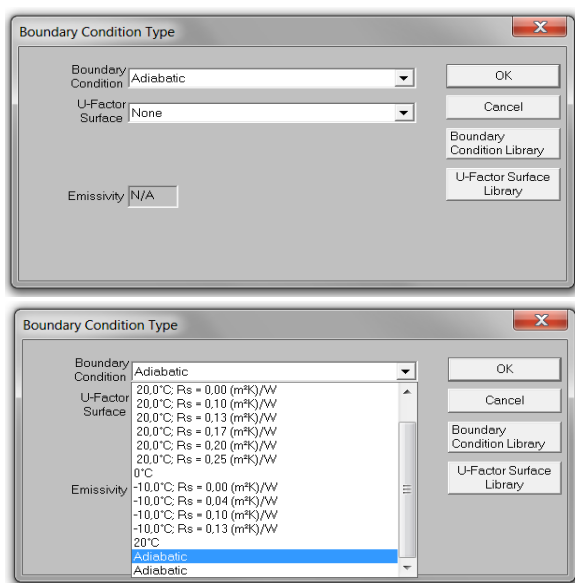 Boundary Condition Type
Boundary Condition
Adiabatic
OK
U-Factor Surface
None
Cancel
Boundary Condition Library
Emissivity
N/A
U-Factor Surface Library
Boundary Condition Type
Boundary Condition
Adiabatic
OK
U-Factor Surface
20,0°C; Rs = 0,00 (m²K)/W
20,0°C; Rs = 0,10 (m²K)/W
Cancel
20,0°C; Rs = 0,13 (m²K)/W
20,0°C; Rs = 0,17 (m²K)/W
20,0°C; Rs = 0,20 (m²K)/W
Boundary Condition Library
20,0°C; Rs = 0,25 (m²K)/W
0°C
Emissivity
-10,0°C; Rs = 0,00 (m²K)/W
U-Factor Surface Library
-10,0°C; Rs = 0,04 (m²K)/W
-10,0°C; Rs = 0,10 (m²K)/W
-10,0°C; Rs = 0,13 (m²K)/W
20°C
Adiabatic
Adiabatic